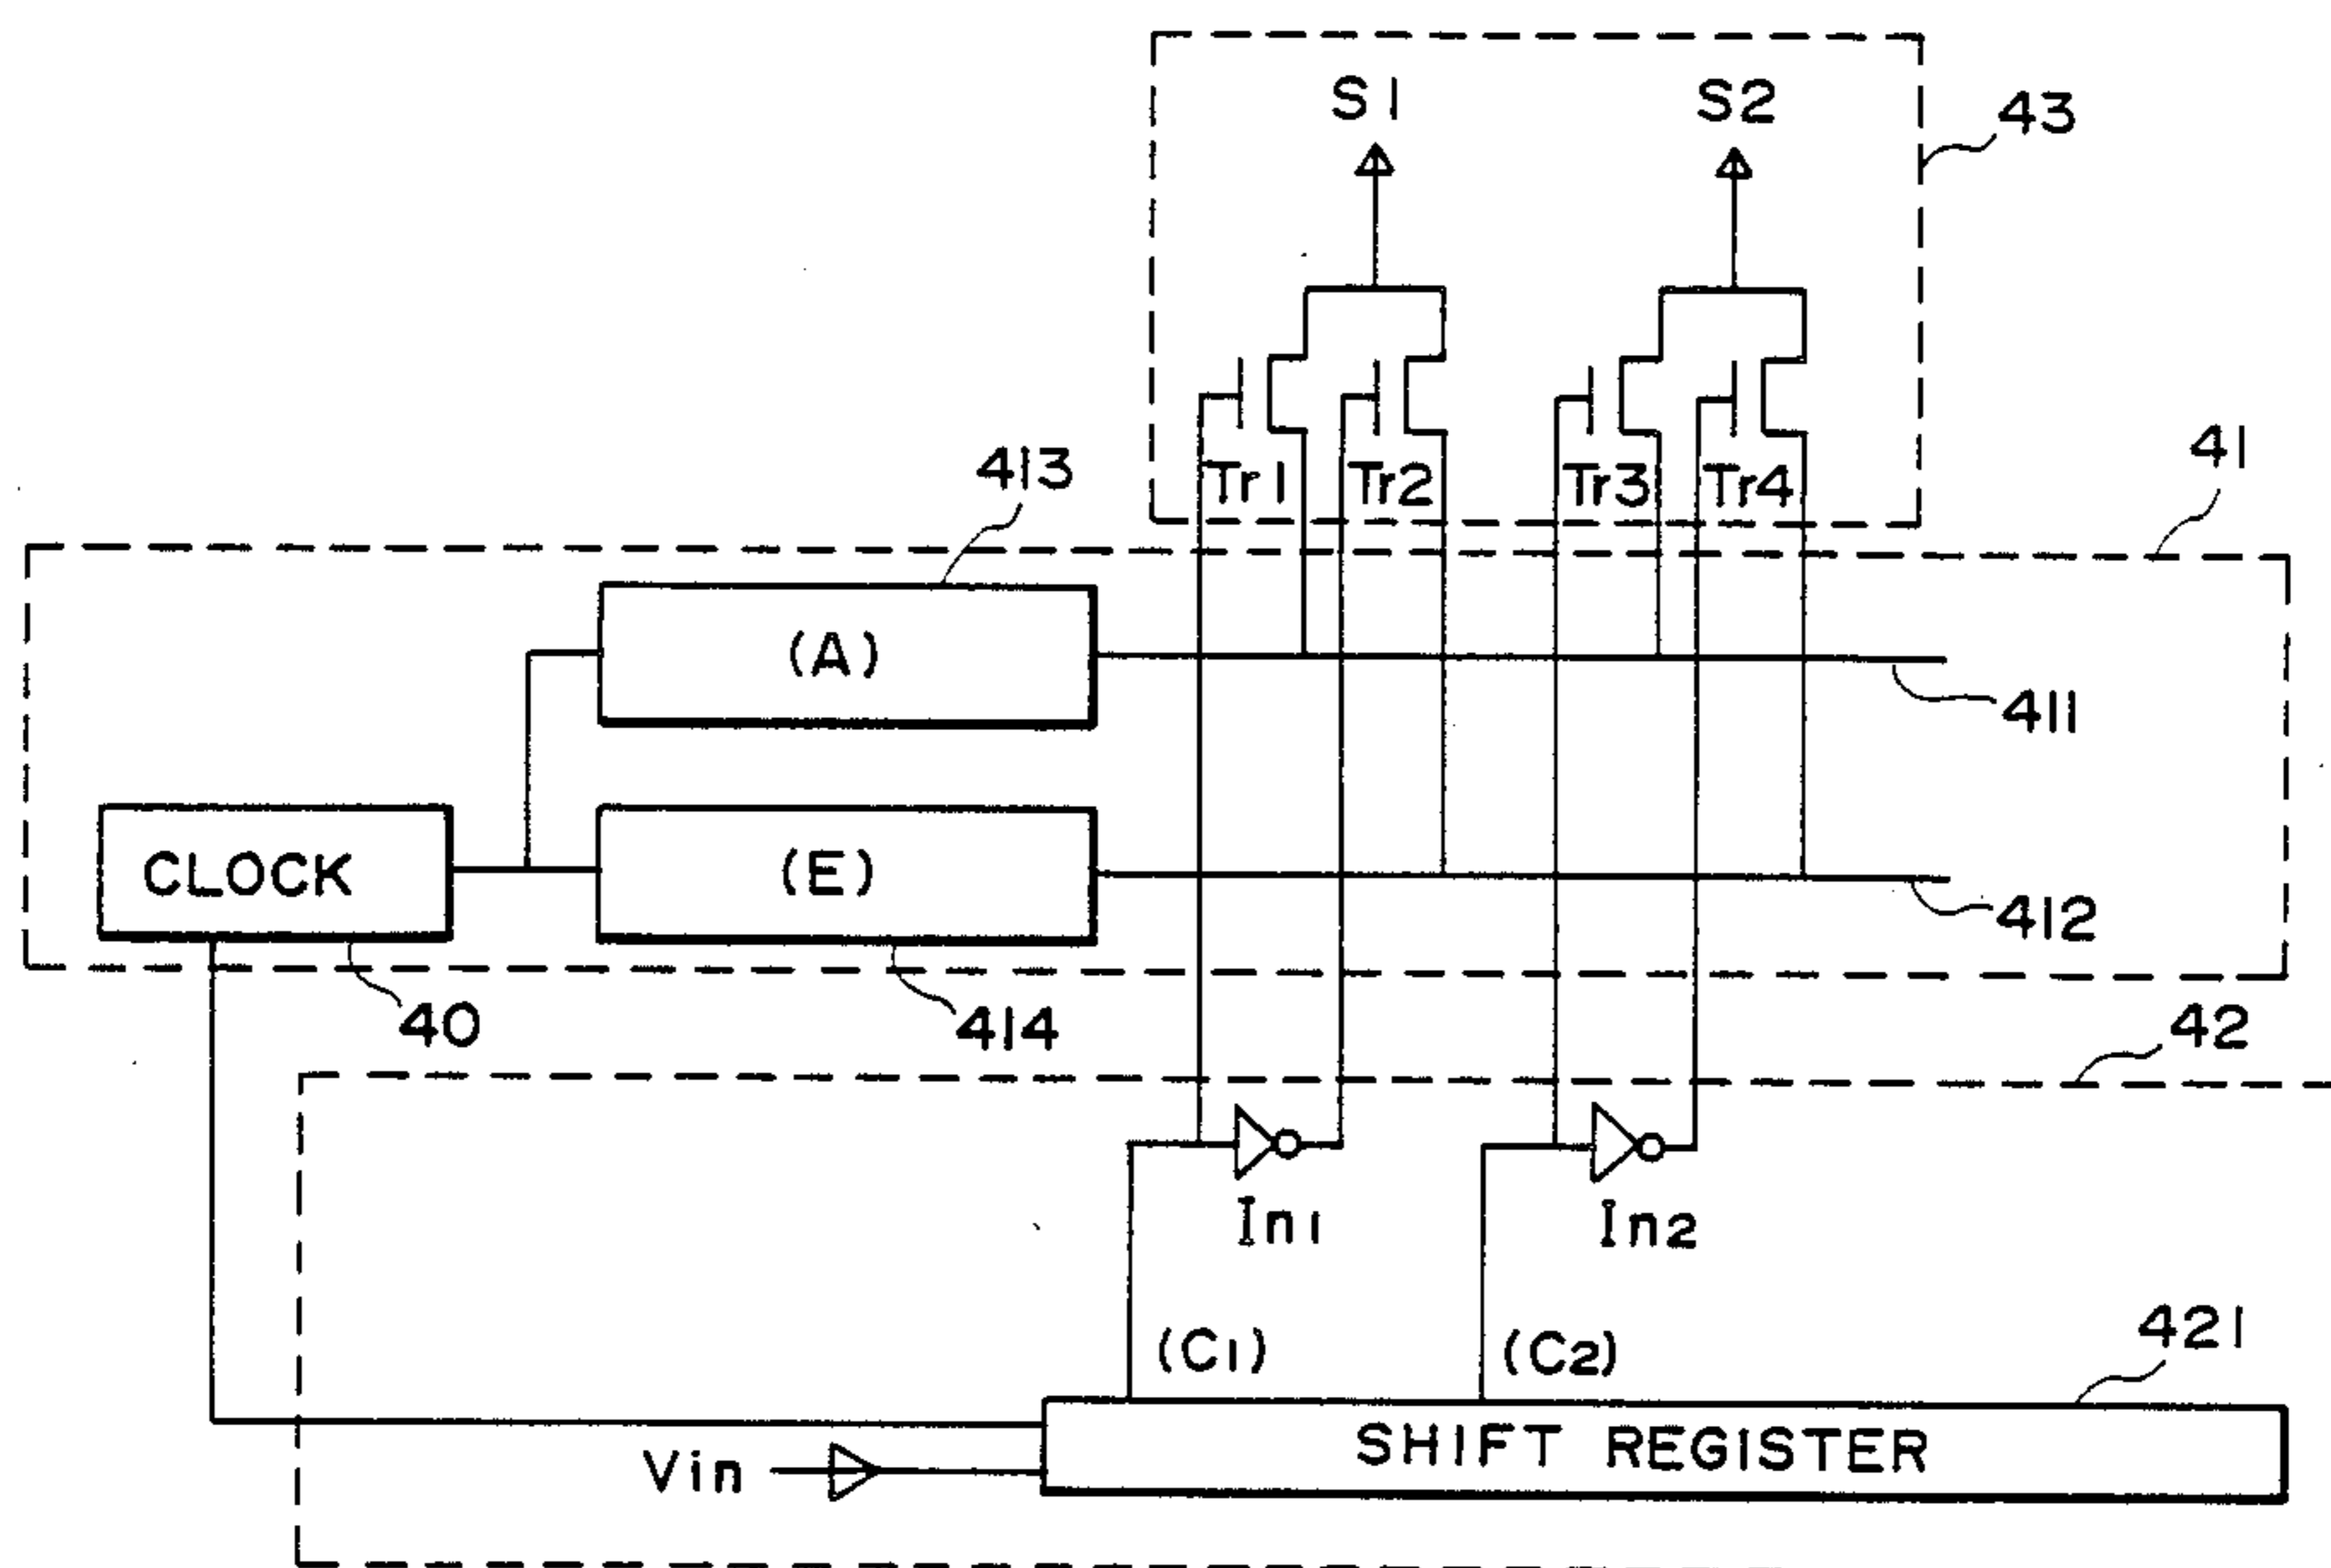 S1
S2
43
Tr1
Tr2
Tr3
Tr4
413
41
(A)
411
CLOCK
(E)
412
40
414
42
In1
In2
(C1)
(C2)
421
Vin
SHIFT REGISTER